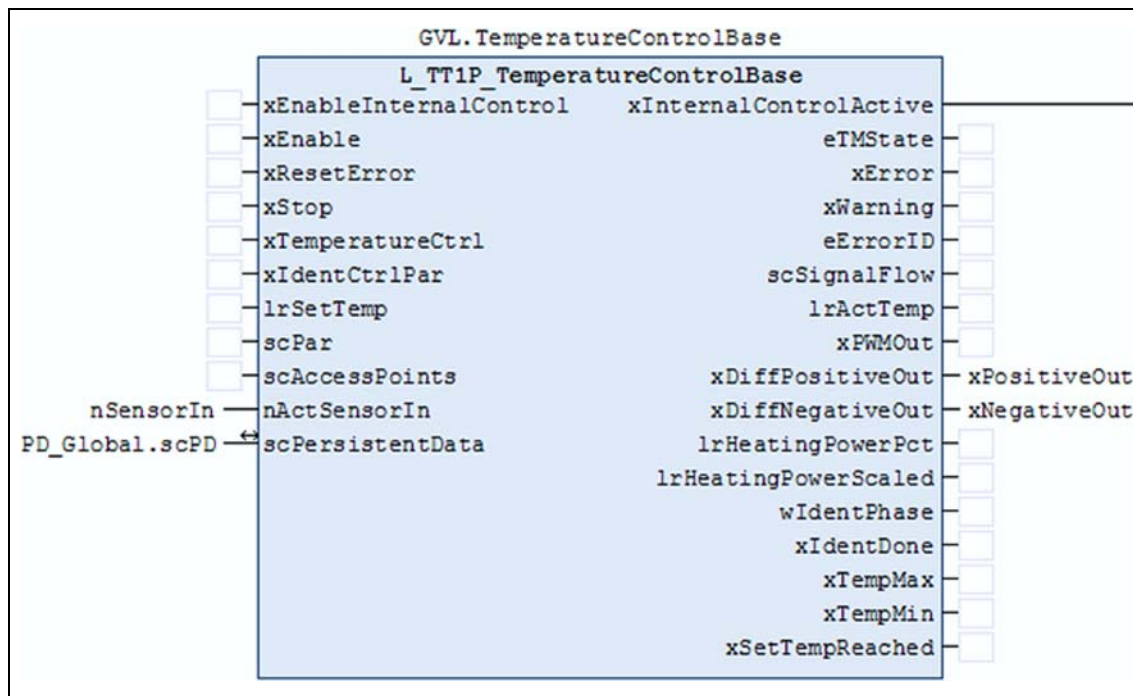 GVL.TemperatureControlBase
L_TT1P_TemperatureControlBase
xEnableInternalControl xInternalControlActive
xEnable eTMState
xResetError xError
xStop xWarning
xTemperatureCtrl eErrorID
xIdentCtrlPar scSignalFlow
lrSetTemp lrActTemp
scPar xPWMOut
scAccessPoints xDiffPositiveOut xPositiveOut
nSensorIn nActSensorIn xDiffNegativeOut xNegativeOut
PD_Global.scPD scPersistentData lrHeatingPowerPct
lrHeatingPowerScaled
wIdentPhase
xIdentDone
xTempMax
xTempMin
xSetTempReached